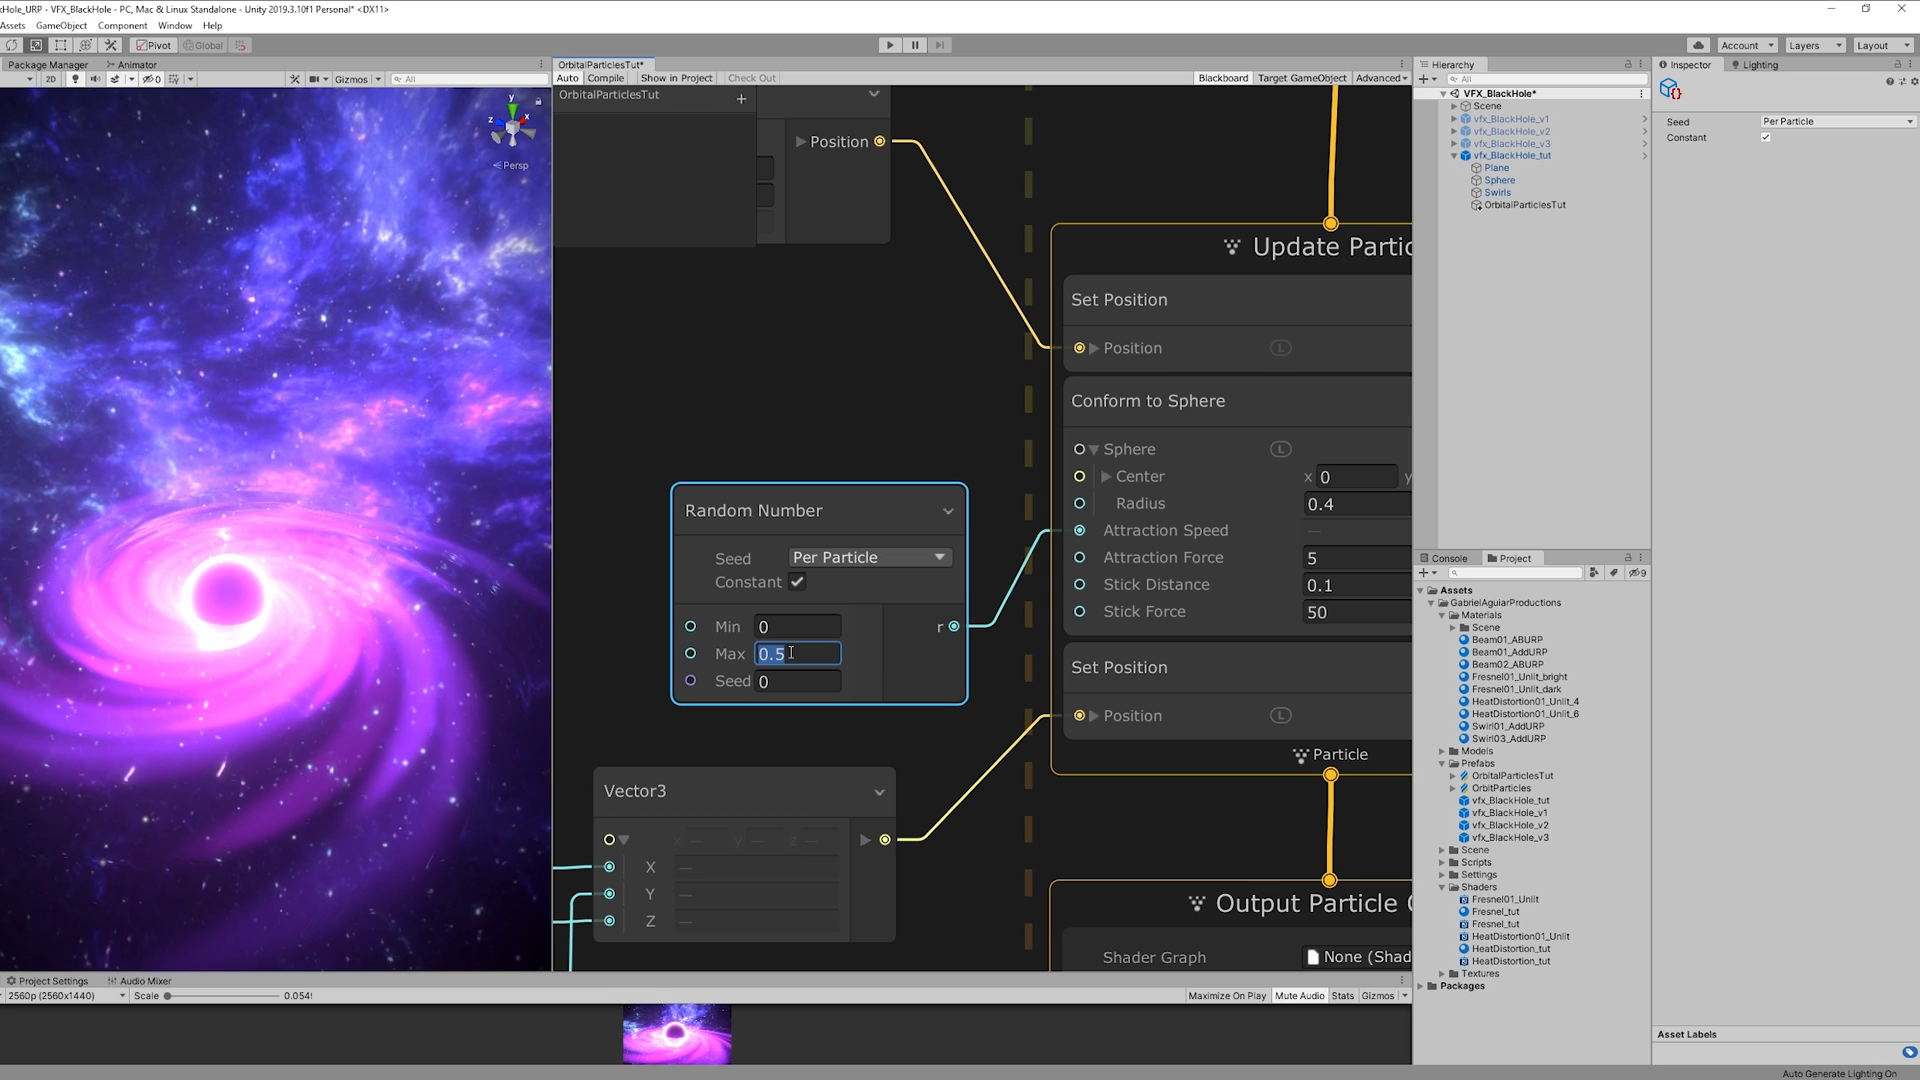 xHole_URP - VFX_BlackHole - PC, Mac & Linux Standalone - Unity 2019.3.10f1 Personal* <DX11>
Assets GameObject Component Window Help
Pivot Global Account Layers Layout
Package Manager Animator
2D 0 Gizmos All
y
z x
Persp
OrbitalParticlesTut*
Auto Compile Show in Project Check Out Blackboard Target GameObject Advanced
OrbitalParticlesTut +
Position
Update Partic
Set Position
Position L
Conform to Sphere
Sphere L
Center x 0 y
Radius 0.4
Attraction Speed —
Attraction Force 5
Stick Distance 0.1
Stick Force 50
Set Position
Position L
Particle
Random Number
Seed Per Particle
Constant
Min 0 r
Max 0.5
Seed 0
Vector3
x — y — z —
X —
Y —
Z —
Output Particle
Shader Graph None (Shad
Hierarchy
All
VFX_BlackHole*
Scene
vfx_BlackHole_v1
vfx_BlackHole_v2
vfx_BlackHole_v3
vfx_BlackHole_tut
Plane
Sphere
Swirls
OrbitalParticlesTut
Inspector Lighting
Seed Per Particle
Constant
Console Project
9
Assets
GabrielAguiarProductions
Materials
Scene
Beam01_ABURP
Beam01_AddURP
Beam02_ABURP
Fresnel01_Unlit_bright
Fresnel01_Unlit_dark
HeatDistortion01_Unlit_4
HeatDistortion01_Unlit_6
Swirl01_AddURP
Swirl03_AddURP
Models
Prefabs
OrbitalParticlesTut
OrbitParticles
vfx_BlackHole_tut
vfx_BlackHole_v1
vfx_BlackHole_v2
vfx_BlackHole_v3
Scene
Scripts
Settings
Shaders
Fresnel01_Unlit
Fresnel_tut
Fresnel_tut
HeatDistortion01_Unlit
HeatDistortion_tut
HeatDistortion_tut
Textures
Packages
Project Settings Audio Mixer
2560p (2560x1440) Scale 0.054
Maximize On Play Mute Audio Stats Gizmos
Asset Labels
Auto Generate Lighting On